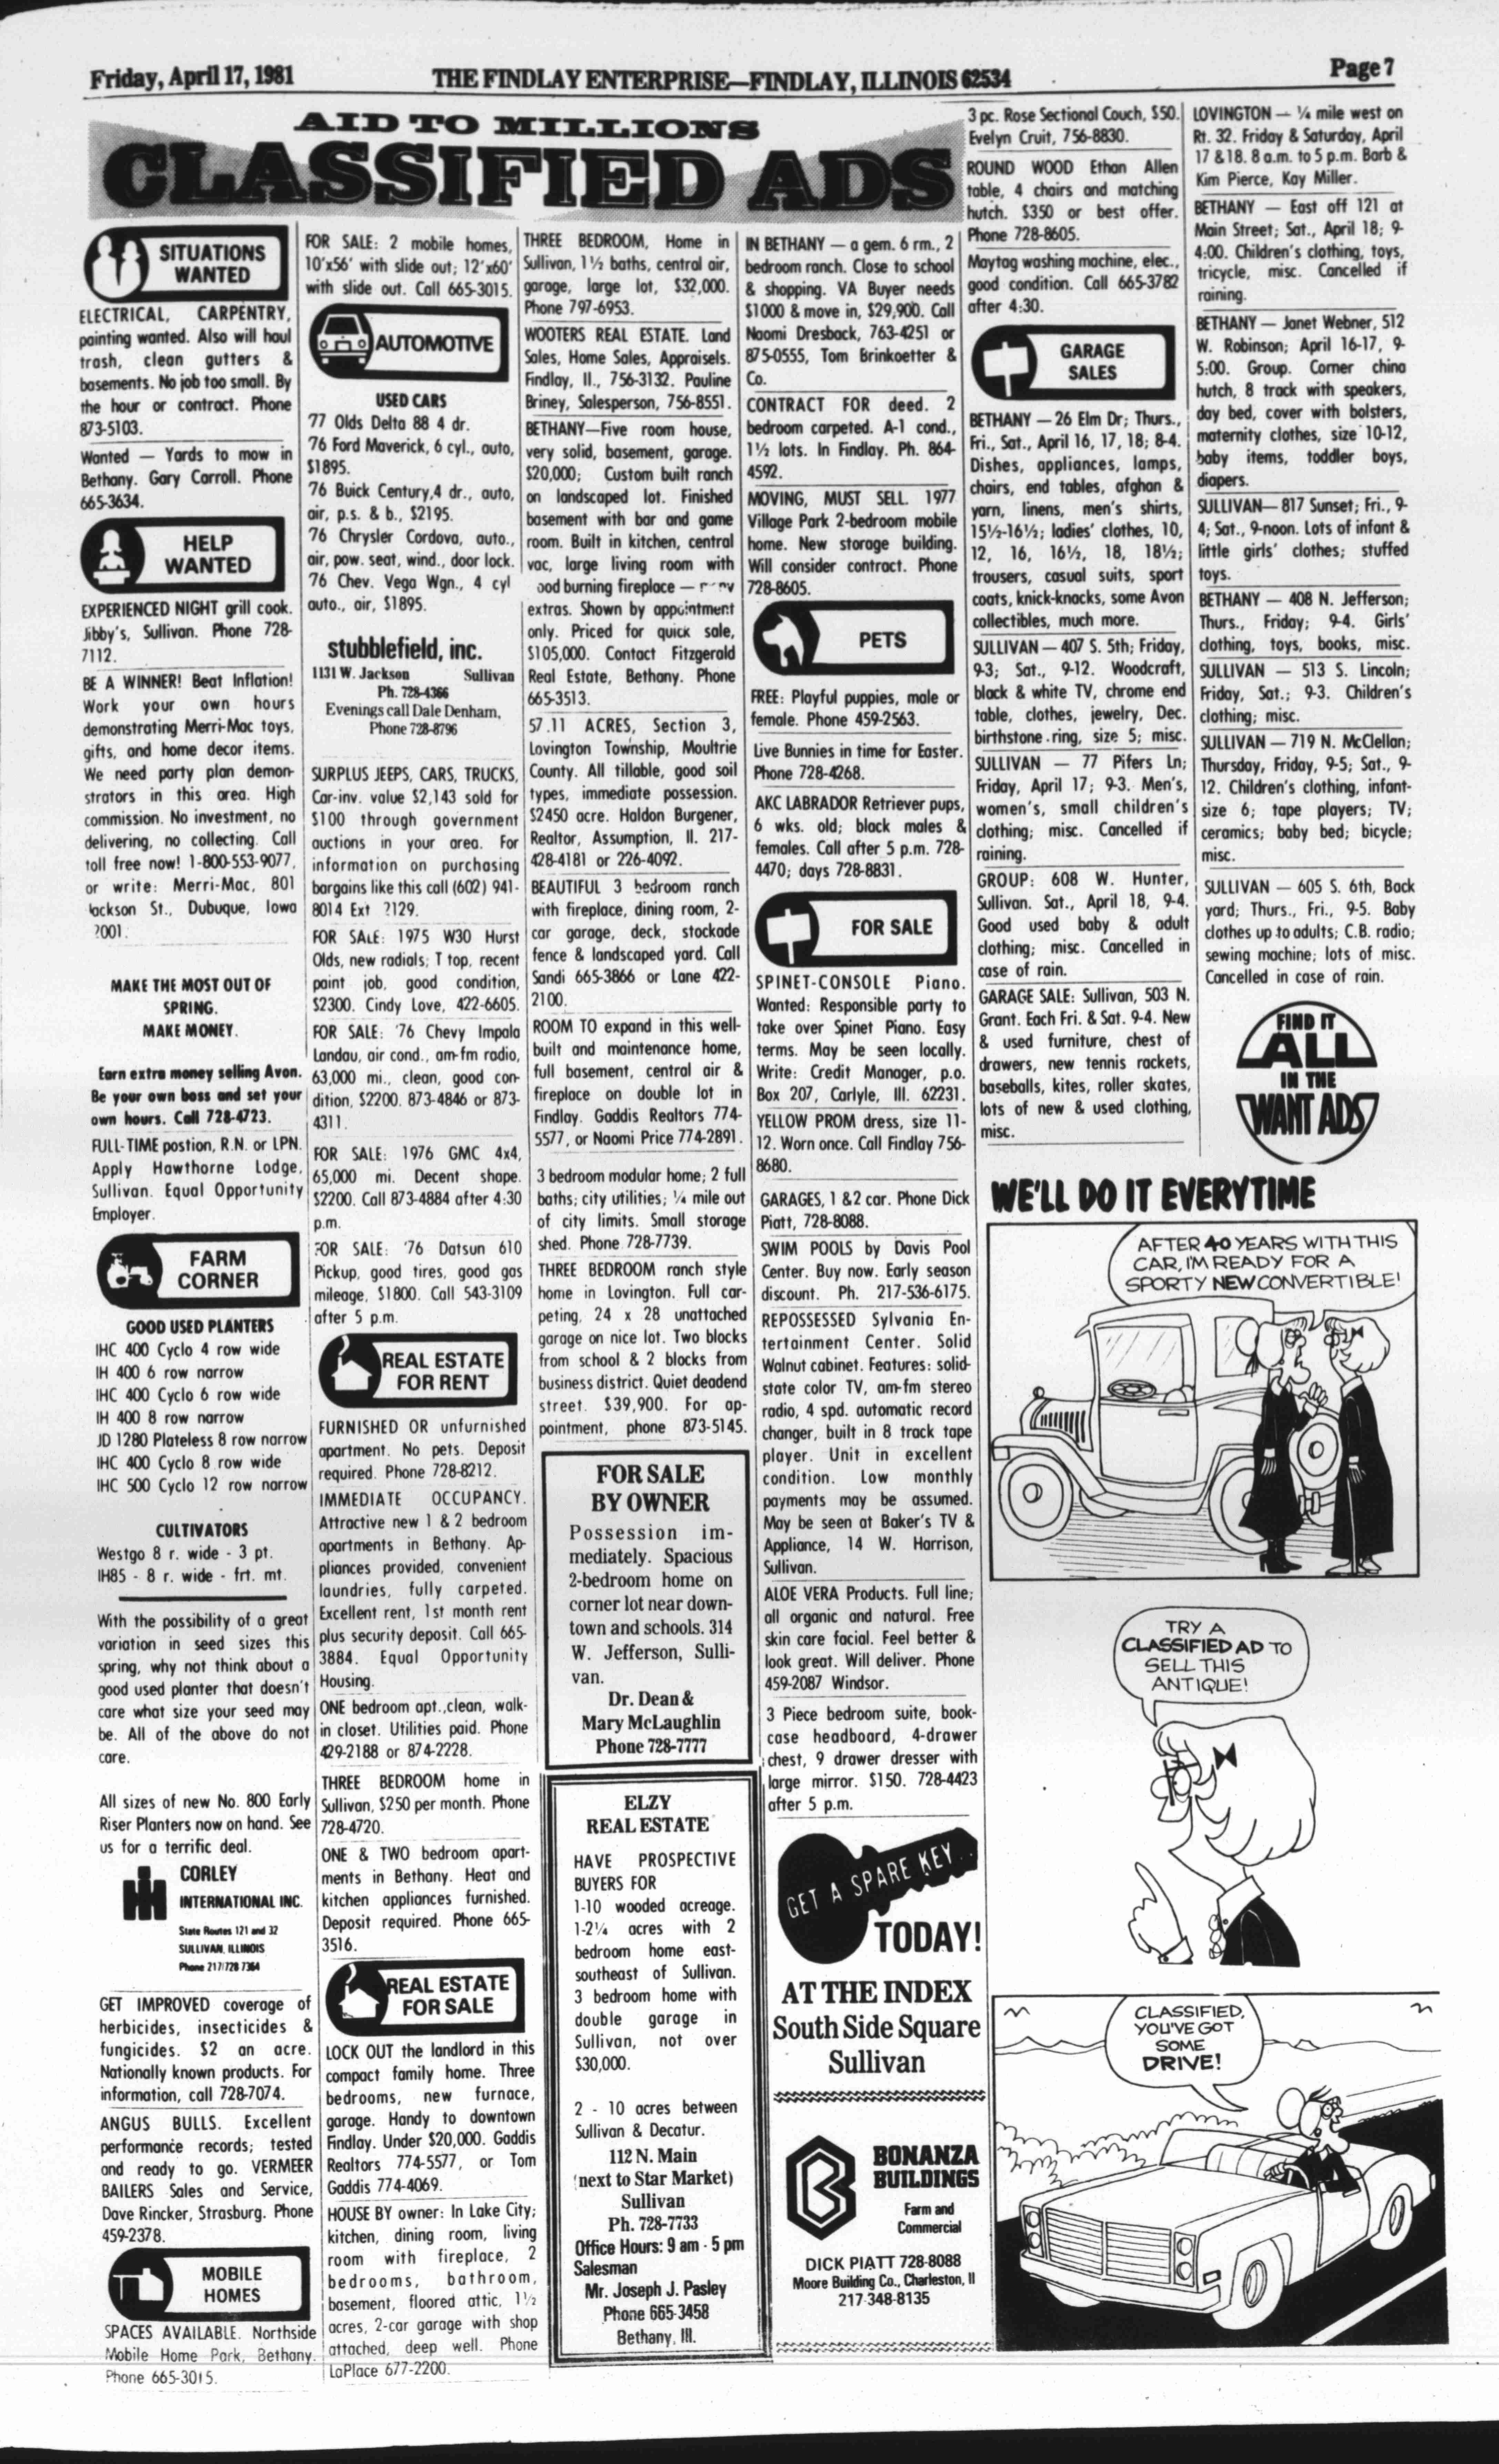 Friday, April 17, 1981
THE FINDLAY ENTERPRISE—FINDLAY, ILLINOIS 62534
Page 7
AID TO MILLIONS
CLASSIFIED ADS
SITUATIONS
WANTED
ELECTRICAL, CARPENTRY,
painting wanted. Also will haul
trash, clean gutters &
basements. No job too small. By
the hour or contract. Phone
873-5103.
Wanted — Yards to mow in
Bethany. Gary Carroll. Phone
665-3634.
HELP
WANTED
EXPERIENCED NIGHT grill cook.
Jibby's, Sullivan. Phone 728-
7112.
BE A WINNER! Beat Inflation!
Work your own hours
demonstrating Merri-Mac toys,
gifts, and home decor items.
We need party plan demon-
strators in this area. High
commission. No investment, no
delivering, no collecting. Call
toll free now! 1-800-553-9077,
or write: Merri-Mac, 801
Jackson St., Dubuque, Iowa
2001.
MAKE THE MOST OUT OF
SPRING.
MAKE MONEY.
Earn extra money selling Avon.
Be your own boss and set your
own hours. Call 728-4723.
FULL-TIME postion, R.N. or LPN.
Apply Hawthorne Lodge,
Sullivan. Equal Opportunity
Employer.
FARM
CORNER
GOOD USED PLANTERS
IHC 400 Cyclo 4 row wide
IH 400 6 row narrow
IHC 400 Cyclo 6 row wide
IH 400 8 row narrow
JD 1280 Plateless 8 row narrow
IHC 400 Cyclo 8 row wide
IHC 500 Cyclo 12 row narrow
CULTIVATORS
Westgo 8 r. wide - 3 pt.
IH85 - 8 r. wide - frt. mt.
With the possibility of a great
variation in seed sizes this
spring, why not think about a
good used planter that doesn't
care what size your seed may
be. All of the above do not
care.
All sizes of new No. 800 Early
Riser Planters now on hand. See
us for a terrific deal.
CORLEY
INTERNATIONAL INC.
State Routes 121 and 32
SULLIVAN, ILLINOIS
Phone 217/728 7364
GET IMPROVED coverage of
herbicides, insecticides &
fungicides. $2 an acre.
Nationally known products. For
information, call 728-7074.
ANGUS BULLS. Excellent
performance records; tested
and ready to go. VERMEER
BAILERS Sales and Service,
Dave Rincker, Strasburg. Phone
459-2378.
MOBILE
HOMES
SPACES AVAILABLE. Northside
Mobile Home Park, Bethany.
Phone 665-3015.
FOR SALE: 2 mobile homes,
10'x56' with slide out; 12'x60'
with slide out. Call 665-3015.
AUTOMOTIVE
USED CARS
'77 Olds Delta 88 4 dr.
'76 Ford Maverick, 6 cyl., auto,
$1895.
'76 Buick Century,4 dr., auto,
air, p.s. & b., $2195.
'76 Chrysler Cordova, auto.,
air, pow. seat, wind., door lock.
'76 Chev. Vega Wgn., 4 cyl
auto., air, $1895.
stubblefield, inc.
1131 W. Jackson Sullivan
Ph. 728-4366
Evenings call Dale Denham,
Phone 728-8796
SURPLUS JEEPS, CARS, TRUCKS,
Car-inv. value $2,143 sold for
$100 through government
auctions in your area. For
information on purchasing
bargains like this call (602) 941-
8014 Ext ?129.
FOR SALE: 1975 W30 Hurst
Olds, new radials; T top, recent
paint job, good condition,
$2300. Cindy Love, 422-6605.
FOR SALE: '76 Chevy Impala
Landau, air cond., am-fm radio,
63,000 mi., clean, good con-
dition, $2200. 873-4846 or 873-
4311.
FOR SALE: 1976 GMC 4x4,
65,000 mi. Decent shape.
$2200. Call 873-4884 after 4:30
p.m.
FOR SALE: '76 Datsun 610
Pickup, good tires, good gas
mileage, $1800. Call 543-3109
after 5 p.m.
REAL ESTATE
FOR RENT
FURNISHED OR unfurnished
apartment. No pets. Deposit
required. Phone 728-8212.
IMMEDIATE OCCUPANCY.
Attractive new 1 & 2 bedroom
apartments in Bethany. Ap-
pliances provided, convenient
laundries, fully carpeted.
Excellent rent, 1st month rent
plus security deposit. Call 665-
3884. Equal Opportunity
Housing.
ONE bedroom apt.,clean, walk-
in closet. Utilities paid. Phone
429-2188 or 874-2228.
THREE BEDROOM home in
Sullivan, $250 per month. Phone
728-4720.
ONE & TWO bedroom apart-
ments in Bethany. Heat and
kitchen appliances furnished.
Deposit required. Phone 665-
3516.
REAL ESTATE
FOR SALE
LOCK OUT the landlord in this
compact family home. Three
bedrooms, new furnace,
garage. Handy to downtown
Findlay. Under $20,000. Gaddis
Realtors 774-5577, or Tom
Gaddis 774-4069.
HOUSE BY owner: In Lake City;
kitchen, dining room, living
room with fireplace, 2
bedrooms, bathroom,
basement, floored attic, 1½
acres, 2-car garage with shop
attached, deep well. Phone
LaPlace 677-2200.
THREE BEDROOM, Home in
Sullivan, 1½ baths, central air,
garage, large lot, $32,000.
Phone 797-6953.
WOOTERS REAL ESTATE. Land
Sales, Home Sales, Appraisels.
Findlay, Il., 756-3132. Pauline
Briney, Salesperson, 756-8551.
BETHANY—Five room house,
very solid, basement, garage.
$20,000; Custom built ranch
on landscaped lot. Finished
basement with bar and game
room. Built in kitchen, central
vac, large living room with
ood burning fireplace —
extras. Shown by appointment
only. Priced for quick sale,
$105,000. Contact Fitzgerald
Real Estate, Bethany. Phone
665-3513.
57.11 ACRES, Section 3,
Lovington Township, Moultrie
County. All tillable, good soil
types, immediate possession.
$2450 acre. Haldon Burgener,
Realtor, Assumption, Il. 217-
428-4181 or 226-4092.
BEAUTIFUL 3 bedroom ranch
with fireplace, dining room, 2-
car garage, deck, stockade
fence & landscaped yard. Call
Sandi 665-3866 or Lane 422-
2100.
ROOM TO expand in this well-
built and maintenance home,
full basement, central air &
fireplace on double lot in
Findlay. Gaddis Realtors 774-
5577, or Naomi Price 774-2891.
3 bedroom modular home; 2 full
baths; city utilities; ¼ mile out
of city limits. Small storage
shed. Phone 728-7739.
THREE BEDROOM ranch style
home in Lovington. Full car-
peting, 24 x 28 unattached
garage on nice lot. Two blocks
from school & 2 blocks from
business district. Quiet deadend
street. $39,900. For ap-
pointment, phone 873-5145.
FOR SALE
BY OWNER
Possession im-
mediately. Spacious
2-bedroom home on
corner lot near down-
town and schools. 314
W. Jefferson, Sulli-
van.
Dr. Dean &
Mary McLaughlin
Phone 728-7777
ELZY
REAL ESTATE
HAVE PROSPECTIVE
BUYERS FOR
1-10 wooded acreage.
1-2¼ acres with 2
bedroom home east-
southeast of Sullivan.
3 bedroom home with
double garage in
Sullivan, not over
$30,000.
2 - 10 acres between
Sullivan & Decatur.
112 N. Main
(next to Star Market)
Sullivan
Ph. 728-7733
Office Hours: 9 am - 5 pm
Salesman
Mr. Joseph J. Pasley
Phone 665-3458
Bethany, Ill.
IN BETHANY — a gem. 6 rm., 2
bedroom ranch. Close to school
& shopping. VA Buyer needs
$1000 & move in, $29,900. Call
Naomi Dresback, 763-4251 or
875-0555, Tom Brinkoetter &
Co.
CONTRACT FOR deed. 2
bedroom carpeted. A-1 cond.,
1½ lots. In Findlay. Ph. 864-
4592.
MOVING, MUST SELL. 1977
Village Park 2-bedroom mobile
home. New storage building.
Will consider contract. Phone
728-8605.
PETS
FREE: Playful puppies, male or
female. Phone 459-2563.
Live Bunnies in time for Easter.
Phone 728-4268.
AKC LABRADOR Retriever pups,
6 wks. old; black males &
females. Call after 5 p.m. 728-
4470; days 728-8831.
FOR SALE
SPINET-CONSOLE Piano.
Wanted: Responsible party to
take over Spinet Piano. Easy
terms. May be seen locally.
Write: Credit Manager, p.o.
Box 207, Carlyle, Ill. 62231.
YELLOW PROM dress, size 11-
12. Worn once. Call Findlay 756-
8680.
GARAGES, 1 &2 car. Phone Dick
Piatt, 728-8088.
SWIM POOLS by Davis Pool
Center. Buy now. Early season
discount. Ph. 217-536-6175.
REPOSSESSED Sylvania En-
tertainment Center. Solid
Walnut cabinet. Features: solid-
state color TV, am-fm stereo
radio, 4 spd. automatic record
changer, built in 8 track tape
player. Unit in excellent
condition. Low monthly
payments may be assumed.
May be seen at Baker's TV &
Appliance, 14 W. Harrison,
Sullivan.
ALOE VERA Products. Full line;
all organic and natural. Free
skin care facial. Feel better &
look great. Will deliver. Phone
459-2087 Windsor.
3 Piece bedroom suite, book-
case headboard, 4-drawer
chest, 9 drawer dresser with
large mirror. $150. 728-4423
after 5 p.m.
GET A SPARE KEY
TODAY!
AT THE INDEX
South Side Square
Sullivan
BONANZA
BUILDINGS
Farm and
Commercial
DICK PIATT 728-8088
Moore Building Co., Charleston, Il
217-348-8135
3 pc. Rose Sectional Couch, $50.
Evelyn Cruit, 756-8830.
ROUND WOOD Ethan Allen
table, 4 chairs and matching
hutch. $350 or best offer.
Phone 728-8605.
Maytag washing machine, elec.,
good condition. Call 665-3782
after 4:30.
GARAGE
SALES
BETHANY — 26 Elm Dr; Thurs.,
Fri., Sat., April 16, 17, 18; 8-4.
Dishes, appliances, lamps,
chairs, end tables, afghan &
yarn, linens, men's shirts,
15½-16½; ladies' clothes, 10,
12, 16, 16½, 18, 18½;
trousers, casual suits, sport
coats, knick-knacks, some Avon
collectibles, much more.
SULLIVAN — 407 S. 5th; Friday,
9-3; Sat., 9-12. Woodcraft,
black & white TV, chrome end
table, clothes, jewelry, Dec.
birthstone ring, size 5; misc.
SULLIVAN — 77 Pifers Ln;
Friday, April 17; 9-3. Men's,
women's, small children's
clothing; misc. Cancelled if
raining.
GROUP: 608 W. Hunter,
Sullivan. Sat., April 18, 9-4.
Good used baby & adult
clothing; misc. Cancelled in
case of rain.
GARAGE SALE: Sullivan, 503 N.
Grant. Each Fri. & Sat. 9-4. New
& used furniture, chest of
drawers, new tennis rackets,
baseballs, kites, roller skates,
lots of new & used clothing,
misc.
LOVINGTON — ¼ mile west on
Rt. 32. Friday & Saturday, April
17 &18. 8 a.m. to 5 p.m. Barb &
Kim Pierce, Kay Miller.
BETHANY — East off 121 at
Main Street; Sat., April 18; 9-
4:00. Children's clothing, toys,
tricycle, misc. Cancelled if
raining.
BETHANY — Janet Webner, 512
W. Robinson; April 16-17, 9-
5:00. Group. Corner china
hutch, 8 track with speakers,
day bed, cover with bolsters,
maternity clothes, size 10-12,
baby items, toddler boys,
diapers.
SULLIVAN— 817 Sunset; Fri., 9-
4; Sat., 9-noon. Lots of infant &
little girls' clothes; stuffed
toys.
BETHANY — 408 N. Jefferson;
Thurs., Friday; 9-4. Girls'
clothing, toys, books, misc.
SULLIVAN — 513 S. Lincoln;
Friday, Sat.; 9-3. Children's
clothing; misc.
SULLIVAN — 719 N. McClellan;
Thursday, Friday, 9-5; Sat., 9-
12. Children's clothing, infant-
size 6; tape players; TV;
ceramics; baby bed; bicycle;
misc.
SULLIVAN — 605 S. 6th, Back
yard; Thurs., Fri., 9-5. Baby
clothes up to adults; C.B. radio;
sewing machine; lots of misc.
Cancelled in case of rain.
FIND IT
ALL
IN THE
WANT ADS
WE'LL DO IT EVERYTIME
AFTER 40 YEARS WITH THIS
CAR, I'M READY FOR A
SPORTY NEW CONVERTIBLE!
TRY A
CLASSIFIED AD TO
SELL THIS
ANTIQUE!
CLASSIFIED,
YOU'VE GOT
SOME
DRIVE!